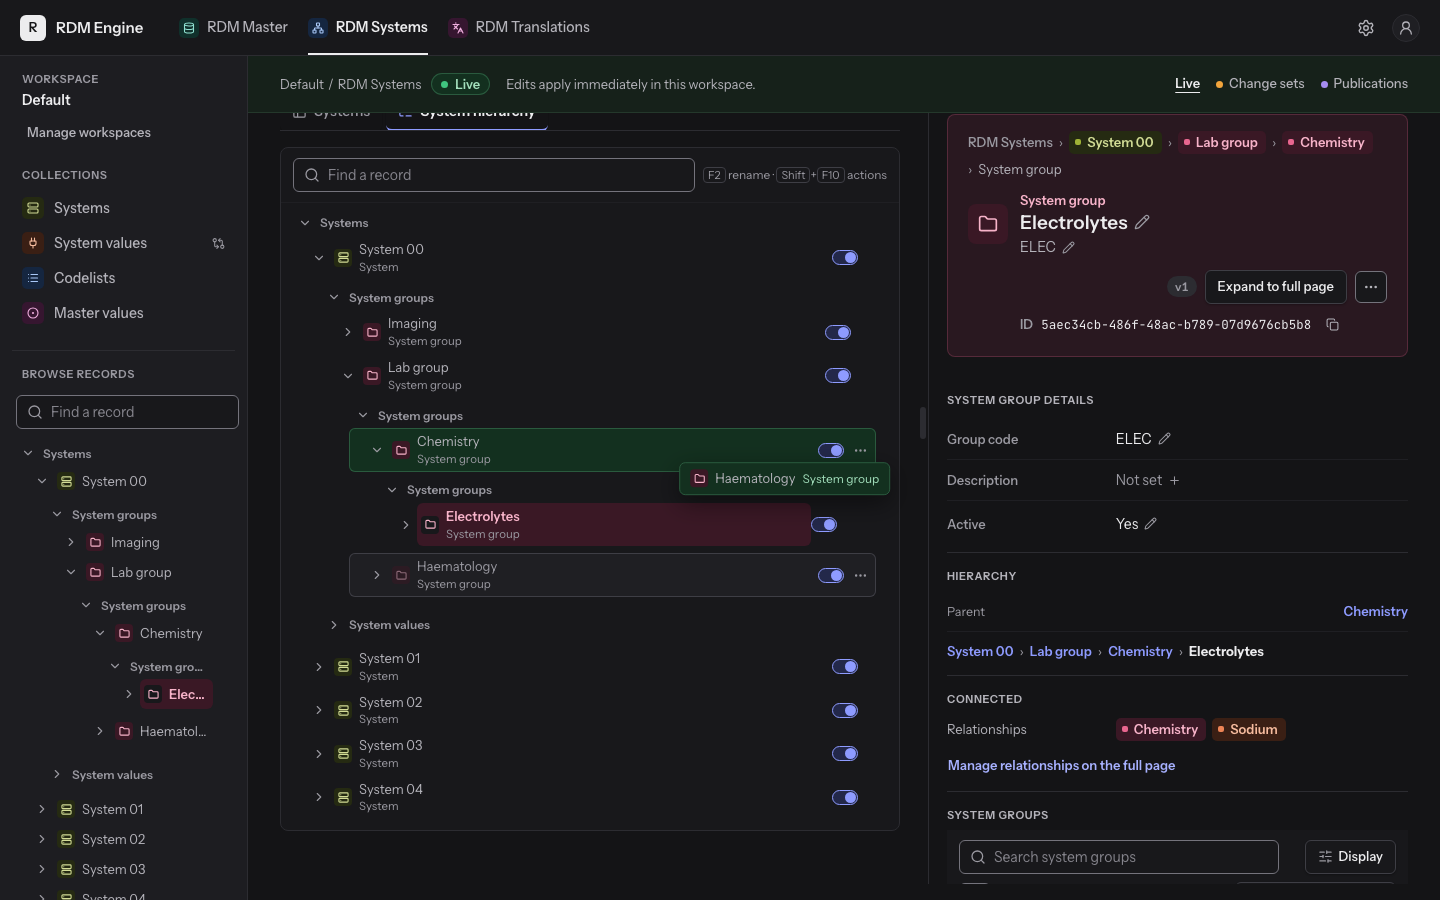 R RDM Engine RDM Master RDM Systems RDM Translations
WORKSPACE
Default
Manage workspaces
COLLECTIONS
Systems
System values
Codelists
Master values
BROWSE RECORDS
Find a record
Systems
System 00
System groups
Imaging
Lab group
System groups
Chemistry
System gro...
Elec...
Haematol...
System values
System 01
System 02
System 03
System 04
Default / RDM Systems Live Edits apply immediately in this workspace.
Live Change sets Publications
Systems System hierarchy
Find a record F2 rename · Shift + F10 actions
Systems
System 00
System
System groups
Imaging
System group
Lab group
System group
System groups
Chemistry
System group
Haematology System group
System groups
Electrolytes
System group
Haematology
System group
System values
System 01
System
System 02
System
System 03
System
System 04
System
RDM Systems › System 00 › Lab group › Chemistry
› System group
System group
Electrolytes
ELEC
v1 Expand to full page
ID 5aec34cb-486f-48ac-b789-07d9676cb5b8
SYSTEM GROUP DETAILS
Group code ELEC
Description Not set
Active Yes
HIERARCHY
Parent Chemistry
System 00 › Lab group › Chemistry › Electrolytes
CONNECTED
Relationships Chemistry Sodium
Manage relationships on the full page
SYSTEM GROUPS
Search system groups Display